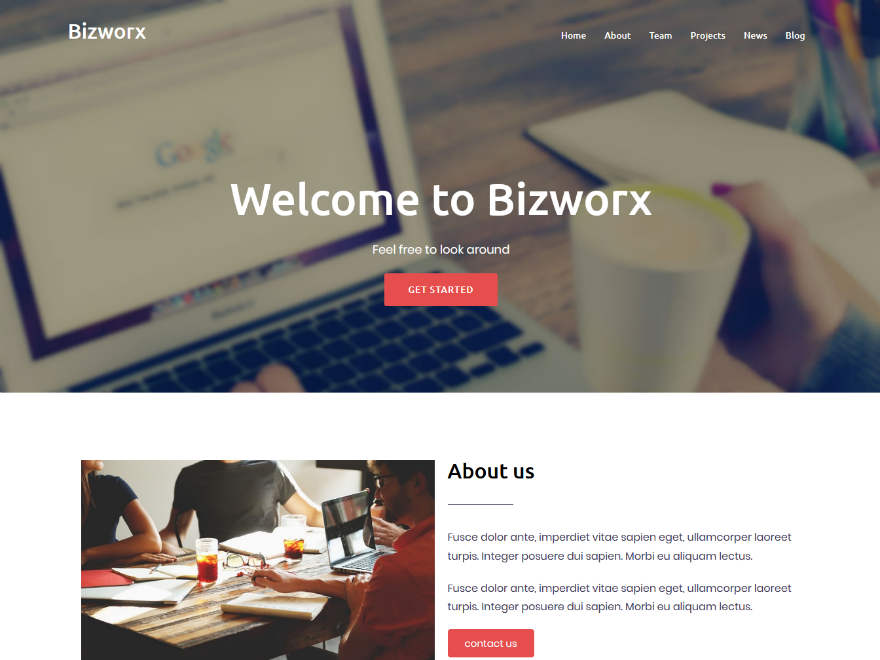 Bizworx
Home About Team Projects News Blog
Google
Welcome to Bizworx
Feel free to look around
GET STARTED
About us
Fusce dolor ante, imperdiet vitae sapien eget, ullamcorper laoreet
turpis. Integer posuere dui sapien. Morbi eu aliquam lectus.
Fusce dolor ante, imperdiet vitae sapien eget, ullamcorper laoreet
turpis. Integer posuere dui sapien. Morbi eu aliquam lectus.
contact us